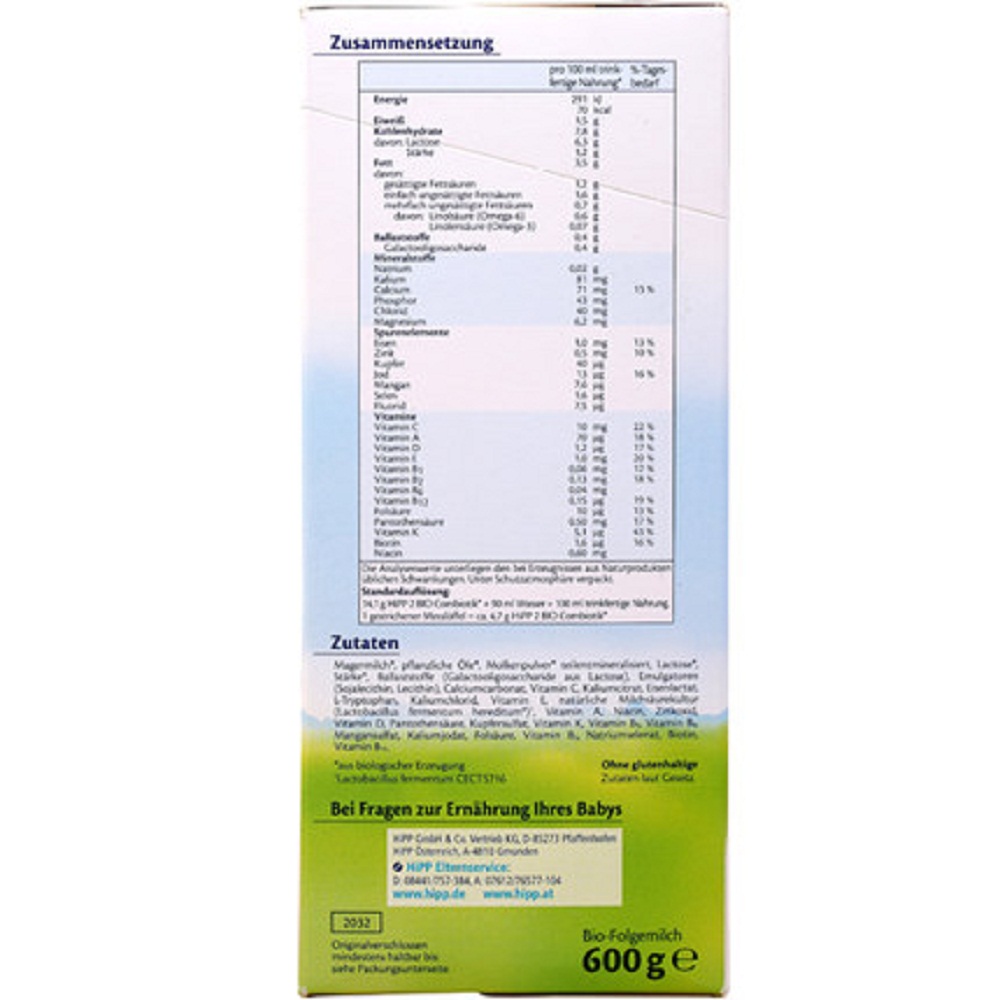 Zusammensetzung
pro 100 ml trink- %-Tages-
fertige Nahrung* bedarf
Energie 291 kJ
70 kcal
Eiweiß 1,5 g
Kohlenhydrate 7,8 g
davon: Lactose 6,3 g
Stärke 1,2 g
Fett 3,5 g
davon:
gesättigte Fettsäuren 1,2 g
einfach ungesättigte Fettsäuren 1,6 g
mehrfach ungesättigte Fettsäuren 0,7 g
davon: Linolsäure (Omega-6) 0,6 g
Linolensäure (Omega-3) 0,07 g
Ballaststoffe 0,4 g
Galactooligosaccharide 0,4 g
Mineralstoffe
Natrium 0,02 g
Kalium 81 mg
Calcium 71 mg 15 %
Phosphor 43 mg
Chlorid 40 mg
Magnesium 6,2 mg
Spurenelemente
Eisen 1,0 mg 13 %
Zink 0,5 mg 10 %
Kupfer 40 µg
Jod 13 µg 16 %
Mangan 7,6 µg
Selen 1,6 µg
Fluorid 7,5 µg
Vitamine
Vitamin C 10 mg 22 %
Vitamin A 70 µg 18 %
Vitamin D 1,2 µg 17 %
Vitamin E 1,0 mg 20 %
Vitamin B₁ 0,06 mg 12 %
Vitamin B₂ 0,13 mg 18 %
Vitamin B₆ 0,04 mg
Vitamin B₁₂ 0,15 µg 19 %
Folsäure 10 µg 13 %
Pantothensäure 0,50 mg 17 %
Vitamin K 5,1 µg 43 %
Biotin 1,6 µg 16 %
Niacin 0,60 mg
Die Analysenwerte unterliegen den bei Erzeugnissen aus Naturprodukten
üblichen Schwankungen. Unter Schutzatmosphäre verpackt.
Standardauflösung:
14,1 g HiPP 2 BIO Combiotik* + 90 ml Wasser = 100 ml trinkfertige Nahrung.
1 gestrichener Messlöffel = ca. 4,7 g HiPP 2 BIO Combiotik*
Zutaten
Magermilch*, pflanzliche Öle*, Molkenpulver* teilentmineralisiert, Lactose*,
Stärke*, Ballaststoffe (Galactooligosaccharide aus Lactose), Emulgatoren
(Sojalecithin, Lecithin), Calciumcarbonat, Vitamin C, Kaliumcitrat, Eisenlactat,
L-Tryptophan, Kaliumchlorid, Vitamin E, natürliche Milchsäurekultur
(Lactobacillus fermentum hereditum®)¹, Vitamin A, Niacin, Zinkoxid,
Vitamin D, Pantothensäure, Kupfersulfat, Vitamin K, Vitamin B₁, Vitamin B₆,
Mangansulfat, Kaliumjodat, Folsäure, Vitamin B₂, Natriumselenat, Biotin,
Vitamin B₁₂.
*aus biologischer Erzeugung
¹Lactobacillus fermentum CECT5716
Ohne glutenhaltige
Zutaten laut Gesetz.
Bei Fragen zur Ernährung Ihres Babys
HiPP GmbH & Co. Vertrieb KG, D-85273 Pfaffenhofen
HiPP Österreich, A-4810 Gmunden
HiPP Elternservice:
D: 08441/757-384, A: 07612/76577-104
www.hipp.de www.hipp.at
2032
Originalverschlossen
mindestens haltbar bis
siehe Packungsunterseite
Bio-Folgemilch
600 g ℮